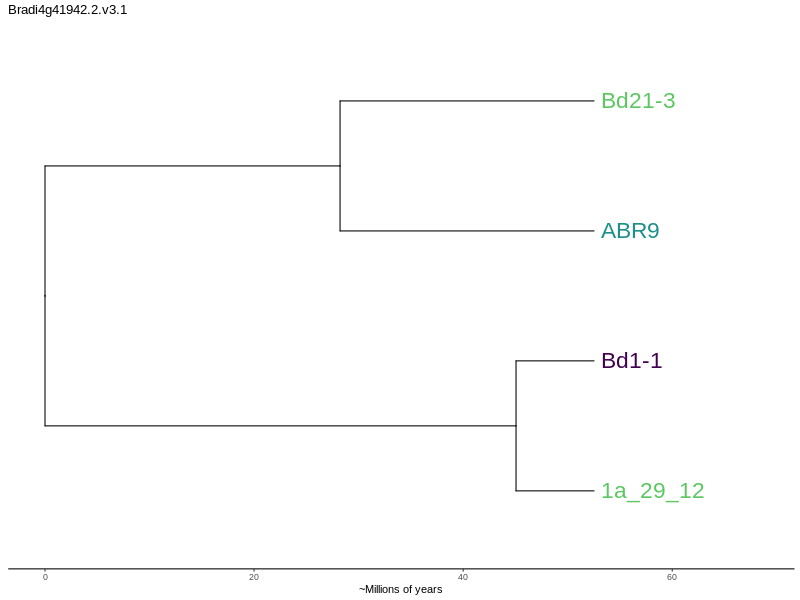 Bradi4g41942.2.v3.1
Bd21-3
ABR9
Bd1-1
1a_29_12
0 20 40 60
~Millions of years